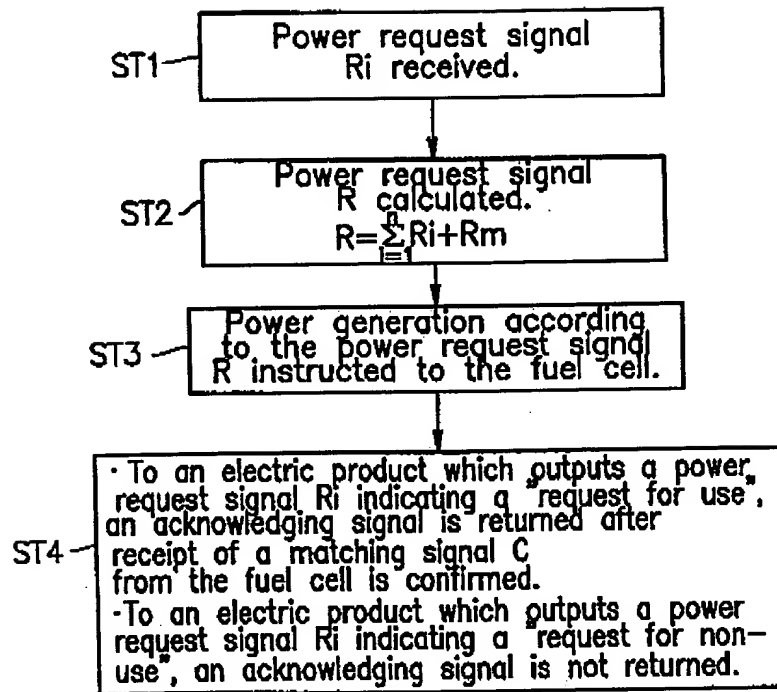 ST1
Power request signal
Ri received.
ST2
Power request signal
R calculated.
R=∑Ri+Rm
n
i=1
ST3
Power generation according
to the power request signal
R instructed to the fuel cell.
ST4
· To an electric product which outputs a power
request signal Ri indicating a "request for use",
an acknowledging signal is returned after
receipt of a matching signal C
from the fuel cell is confirmed.
·To an electric product which outputs a power
request signal Ri indicating a "request for non-
use", an acknowledging signal is not returned.